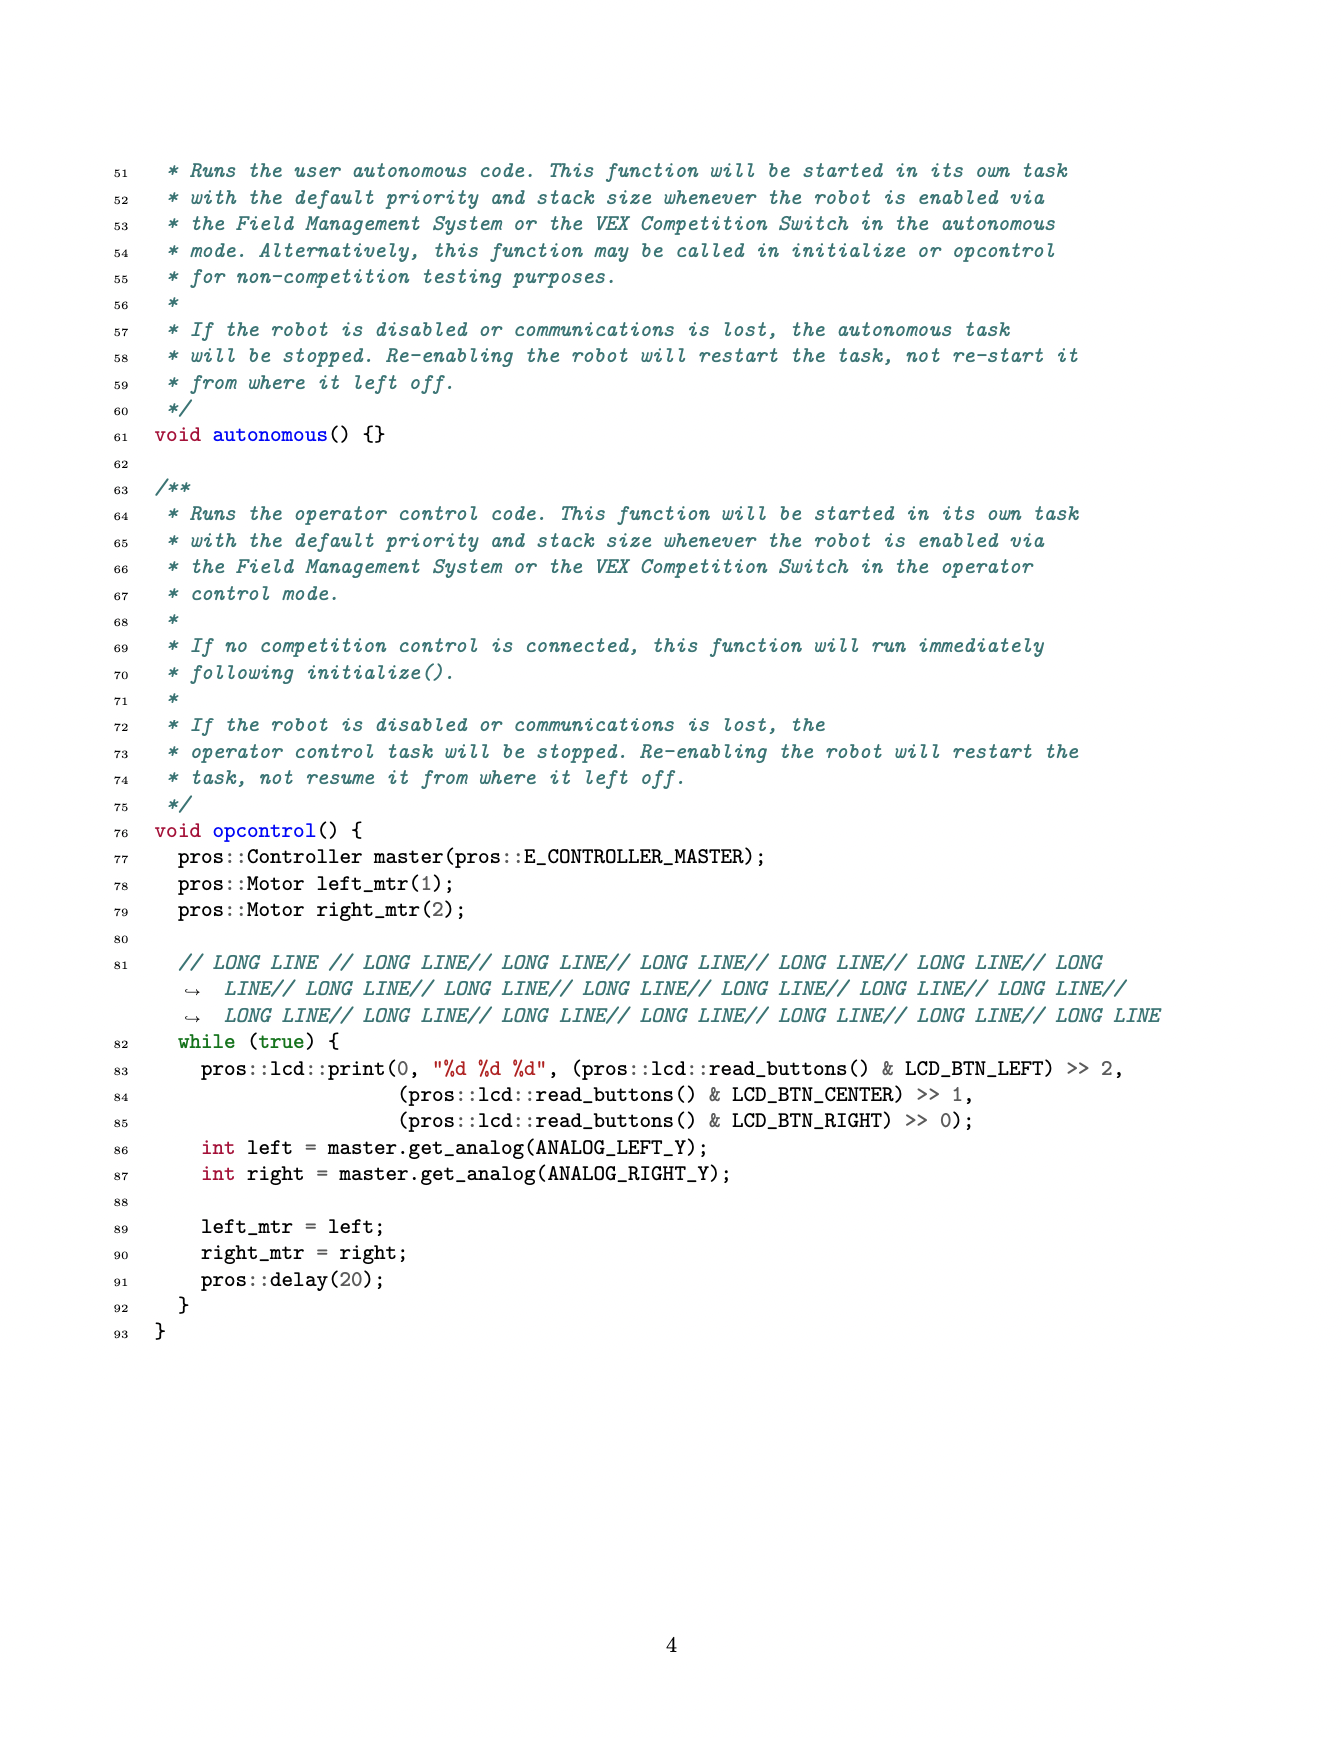 51 * Runs the user autonomous code. This function will be started in its own task
52 * with the default priority and stack size whenever the robot is enabled via
53 * the Field Management System or the VEX Competition Switch in the autonomous
54 * mode. Alternatively, this function may be called in initialize or opcontrol
55 * for non-competition testing purposes.
56 *
57 * If the robot is disabled or communications is lost, the autonomous task
58 * will be stopped. Re-enabling the robot will restart the task, not re-start it
59 * from where it left off.
60 */
61 void autonomous() {}
62
63 /**
64 * Runs the operator control code. This function will be started in its own task
65 * with the default priority and stack size whenever the robot is enabled via
66 * the Field Management System or the VEX Competition Switch in the operator
67 * control mode.
68 *
69 * If no competition control is connected, this function will run immediately
70 * following initialize().
71 *
72 * If the robot is disabled or communications is lost, the
73 * operator control task will be stopped. Re-enabling the robot will restart the
74 * task, not resume it from where it left off.
75 */
76 void opcontrol() {
77 pros::Controller master(pros::E_CONTROLLER_MASTER);
78 pros::Motor left_mtr(1);
79 pros::Motor right_mtr(2);
80
81 // LONG LINE // LONG LINE// LONG LINE// LONG LINE// LONG LINE// LONG LINE// LONG
↪ LINE// LONG LINE// LONG LINE// LONG LINE// LONG LINE// LONG LINE// LONG LINE//
↪ LONG LINE// LONG LINE// LONG LINE// LONG LINE// LONG LINE// LONG LINE// LONG LINE
82 while (true) {
83 pros::lcd::print(0, "%d %d %d", (pros::lcd::read_buttons() & LCD_BTN_LEFT) >> 2,
84 (pros::lcd::read_buttons() & LCD_BTN_CENTER) >> 1,
85 (pros::lcd::read_buttons() & LCD_BTN_RIGHT) >> 0);
86 int left = master.get_analog(ANALOG_LEFT_Y);
87 int right = master.get_analog(ANALOG_RIGHT_Y);
88
89 left_mtr = left;
90 right_mtr = right;
91 pros::delay(20);
92 }
93 }
4